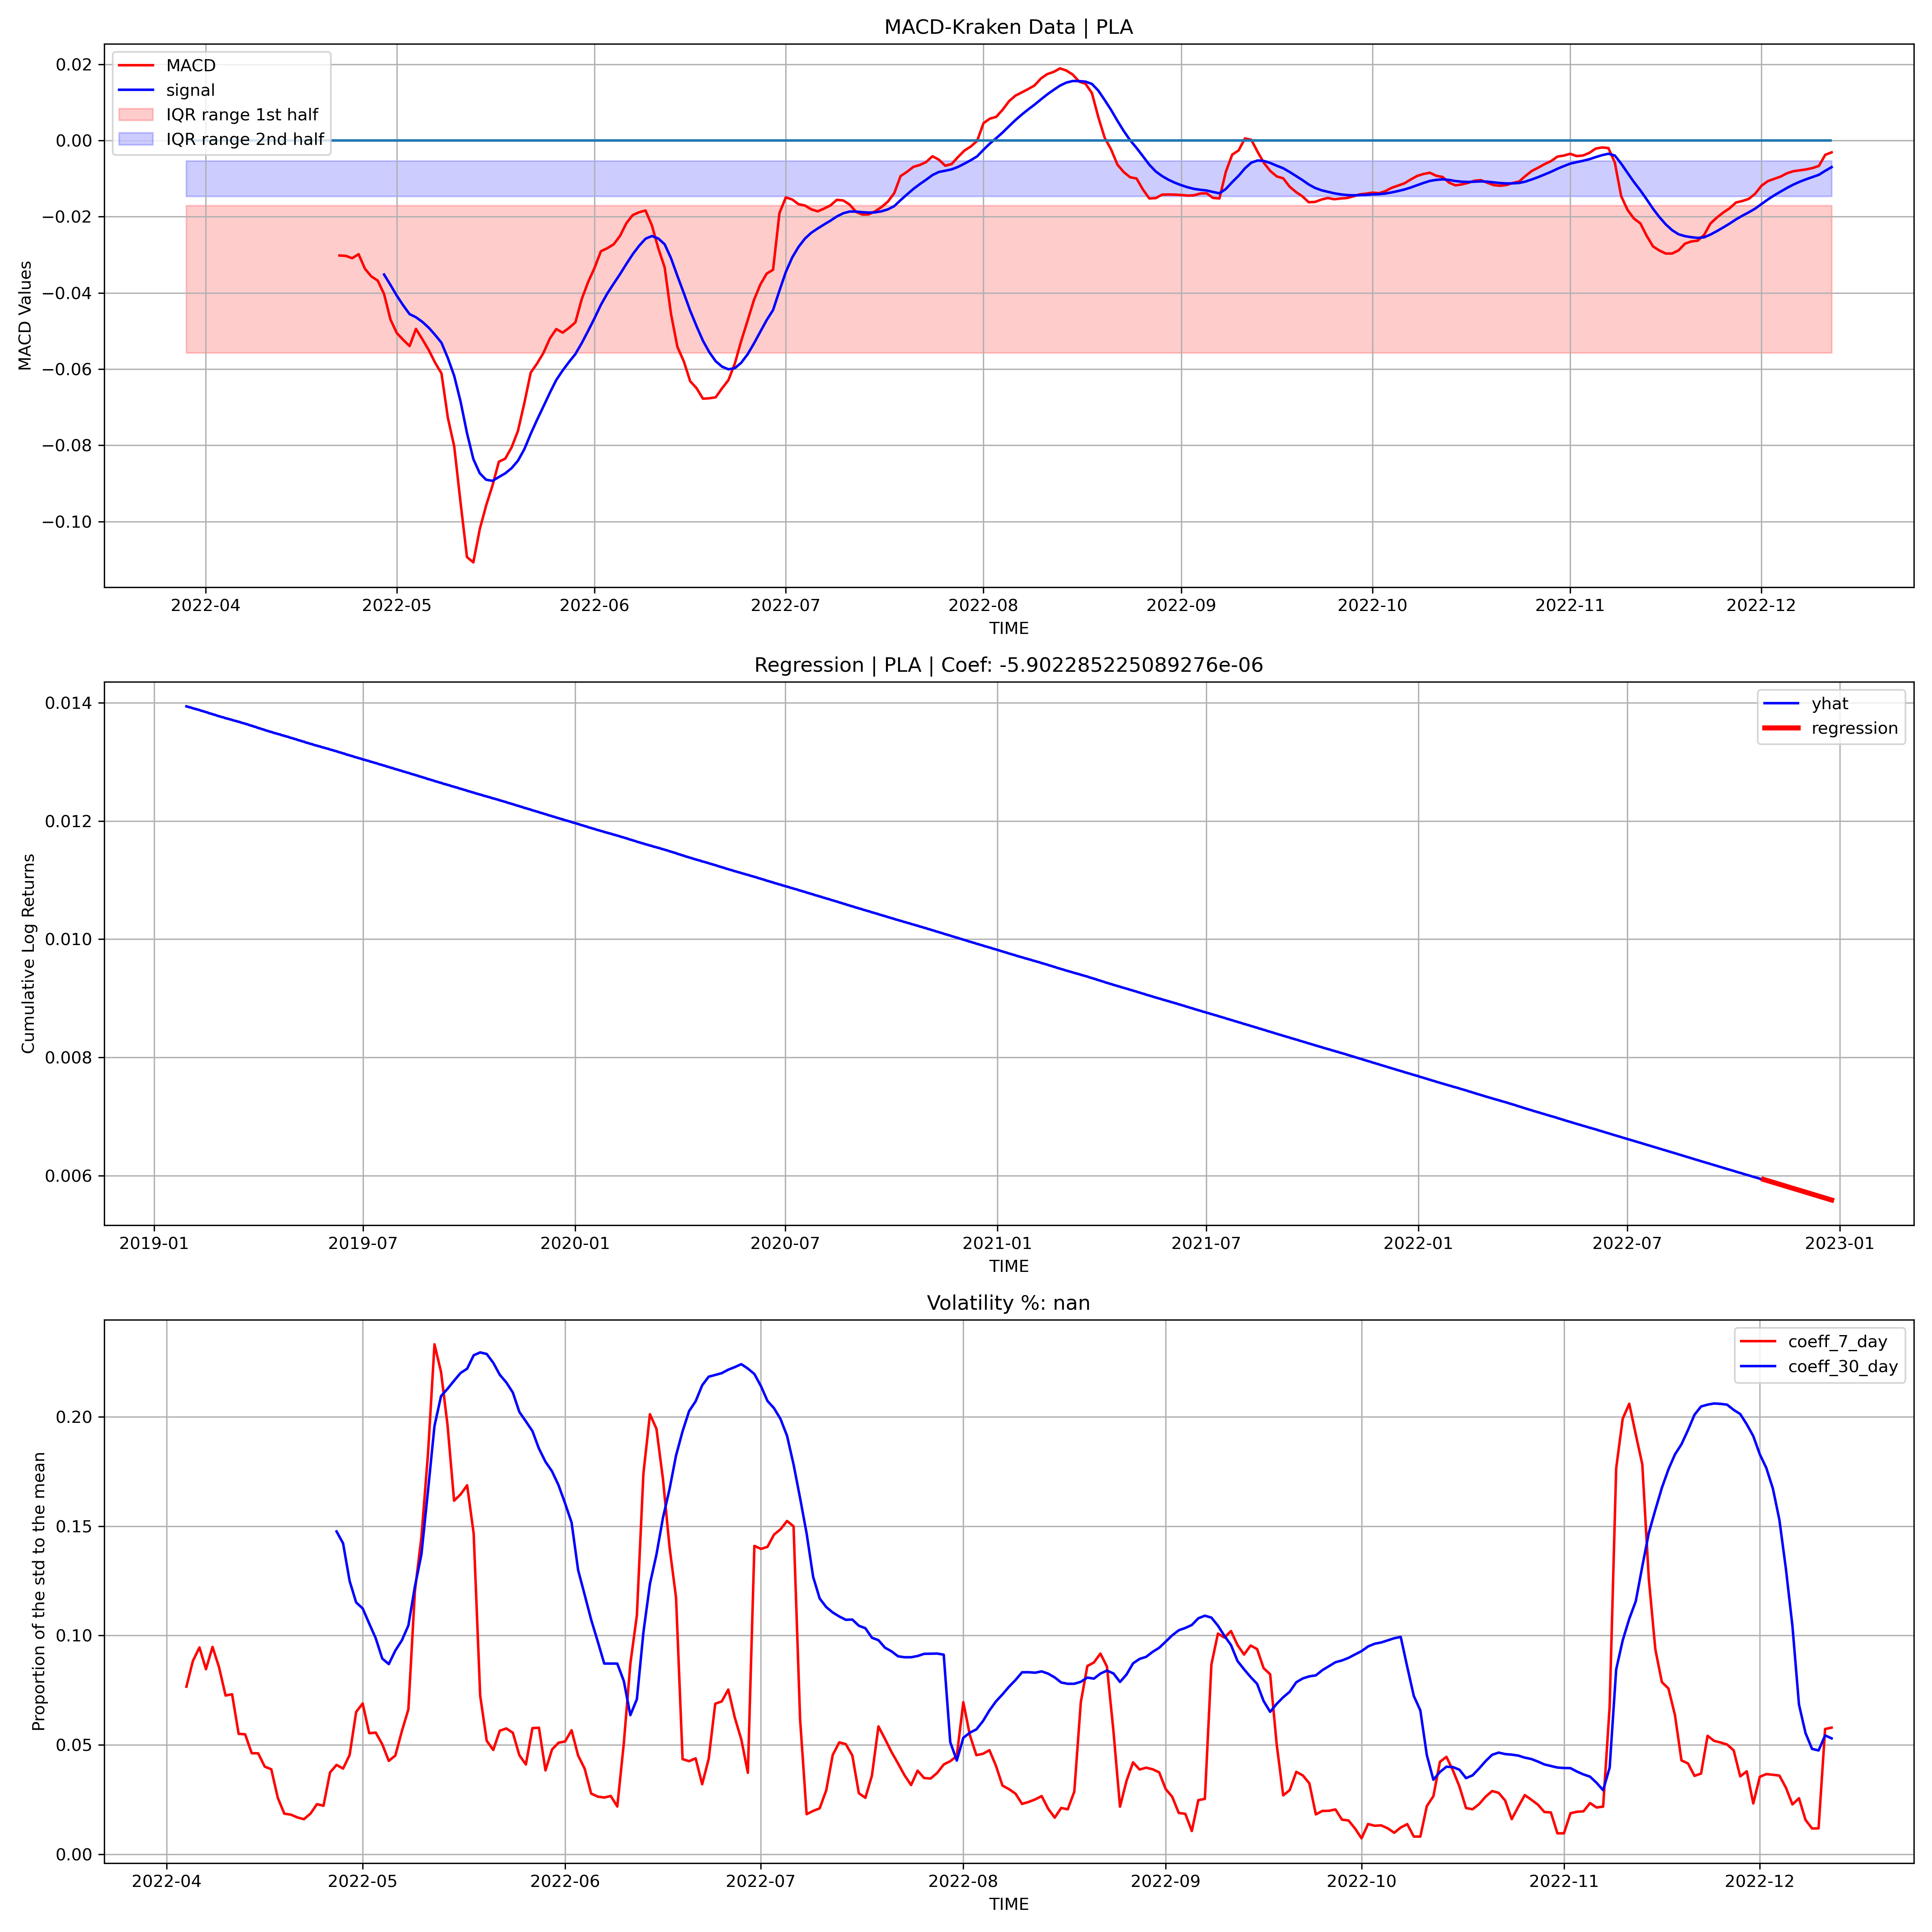 MACD-Kraken Data | PLA
MACD
signal
IQR range 1st half
IQR range 2nd half
0.02
0.00
−0.02
−0.04
−0.06
−0.08
−0.10
MACD Values
2022-04 2022-05 2022-06 2022-07 2022-08 2022-09 2022-10 2022-11 2022-12
TIME
Regression | PLA | Coef: -5.902285225089276e-06
yhat
regression
0.014
0.012
0.010
0.008
0.006
Cumulative Log Returns
2019-01 2019-07 2020-01 2020-07 2021-01 2021-07 2022-01 2022-07 2023-01
TIME
Volatility %: nan
coeff_7_day
coeff_30_day
0.20
0.15
0.10
0.05
0.00
Proportion of the std to the mean
2022-04 2022-05 2022-06 2022-07 2022-08 2022-09 2022-10 2022-11 2022-12
TIME